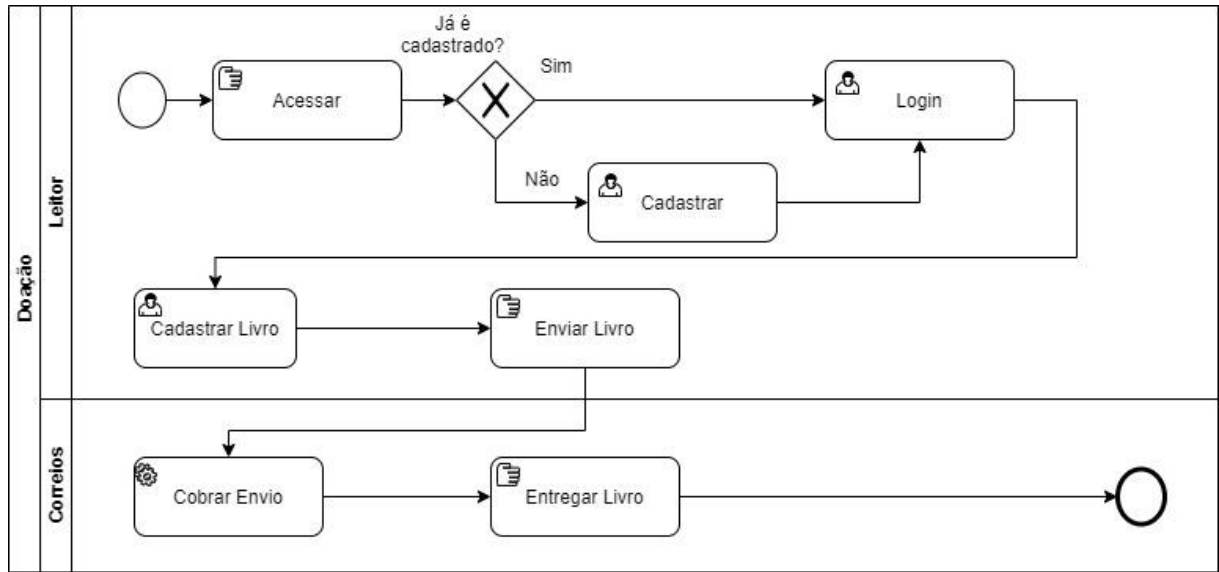 Doação
Leitor
Acessar
Já é
cadastrado?
Sim
Não
Cadastrar
Login
Cadastrar Livro
Enviar Livro
Correios
Cobrar Envio
Entregar Livro